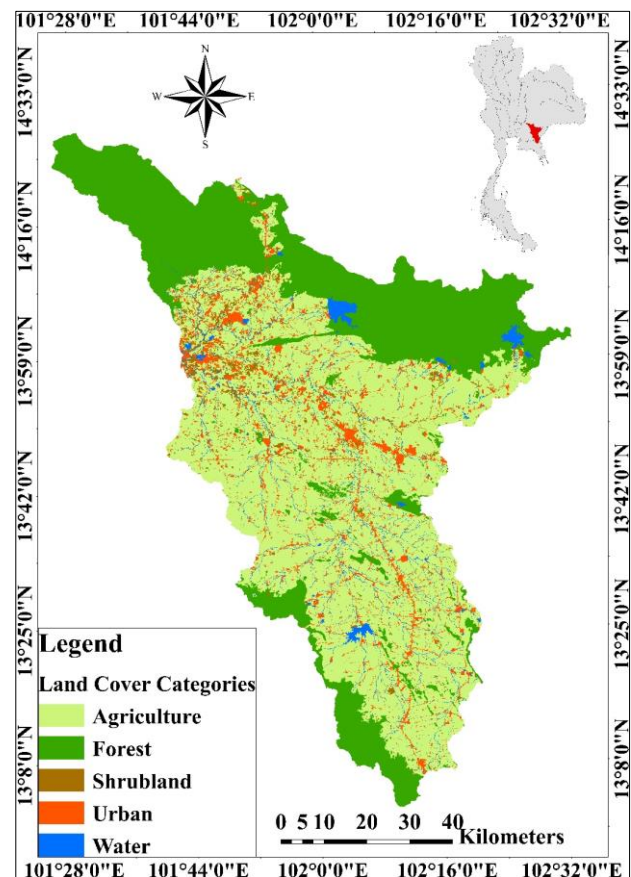 101°28'0"E 101°44'0"E 102°0'0"E 102°16'0"E 102°32'0"E
14°33'0"N
14°16'0"N
13°59'0"N
13°42'0"N
13°25'0"N
13°8'0"N
N
W E
S
14°33'0"N
14°16'0"N
13°59'0"N
13°42'0"N
13°25'0"N
13°8'0"N
Legend
Land Cover Categories
Agriculture
Forest
Shrubland
Urban
Water
0 5 10 20 30 40
Kilometers
101°28'0"E 101°44'0"E 102°0'0"E 102°16'0"E 102°32'0"E